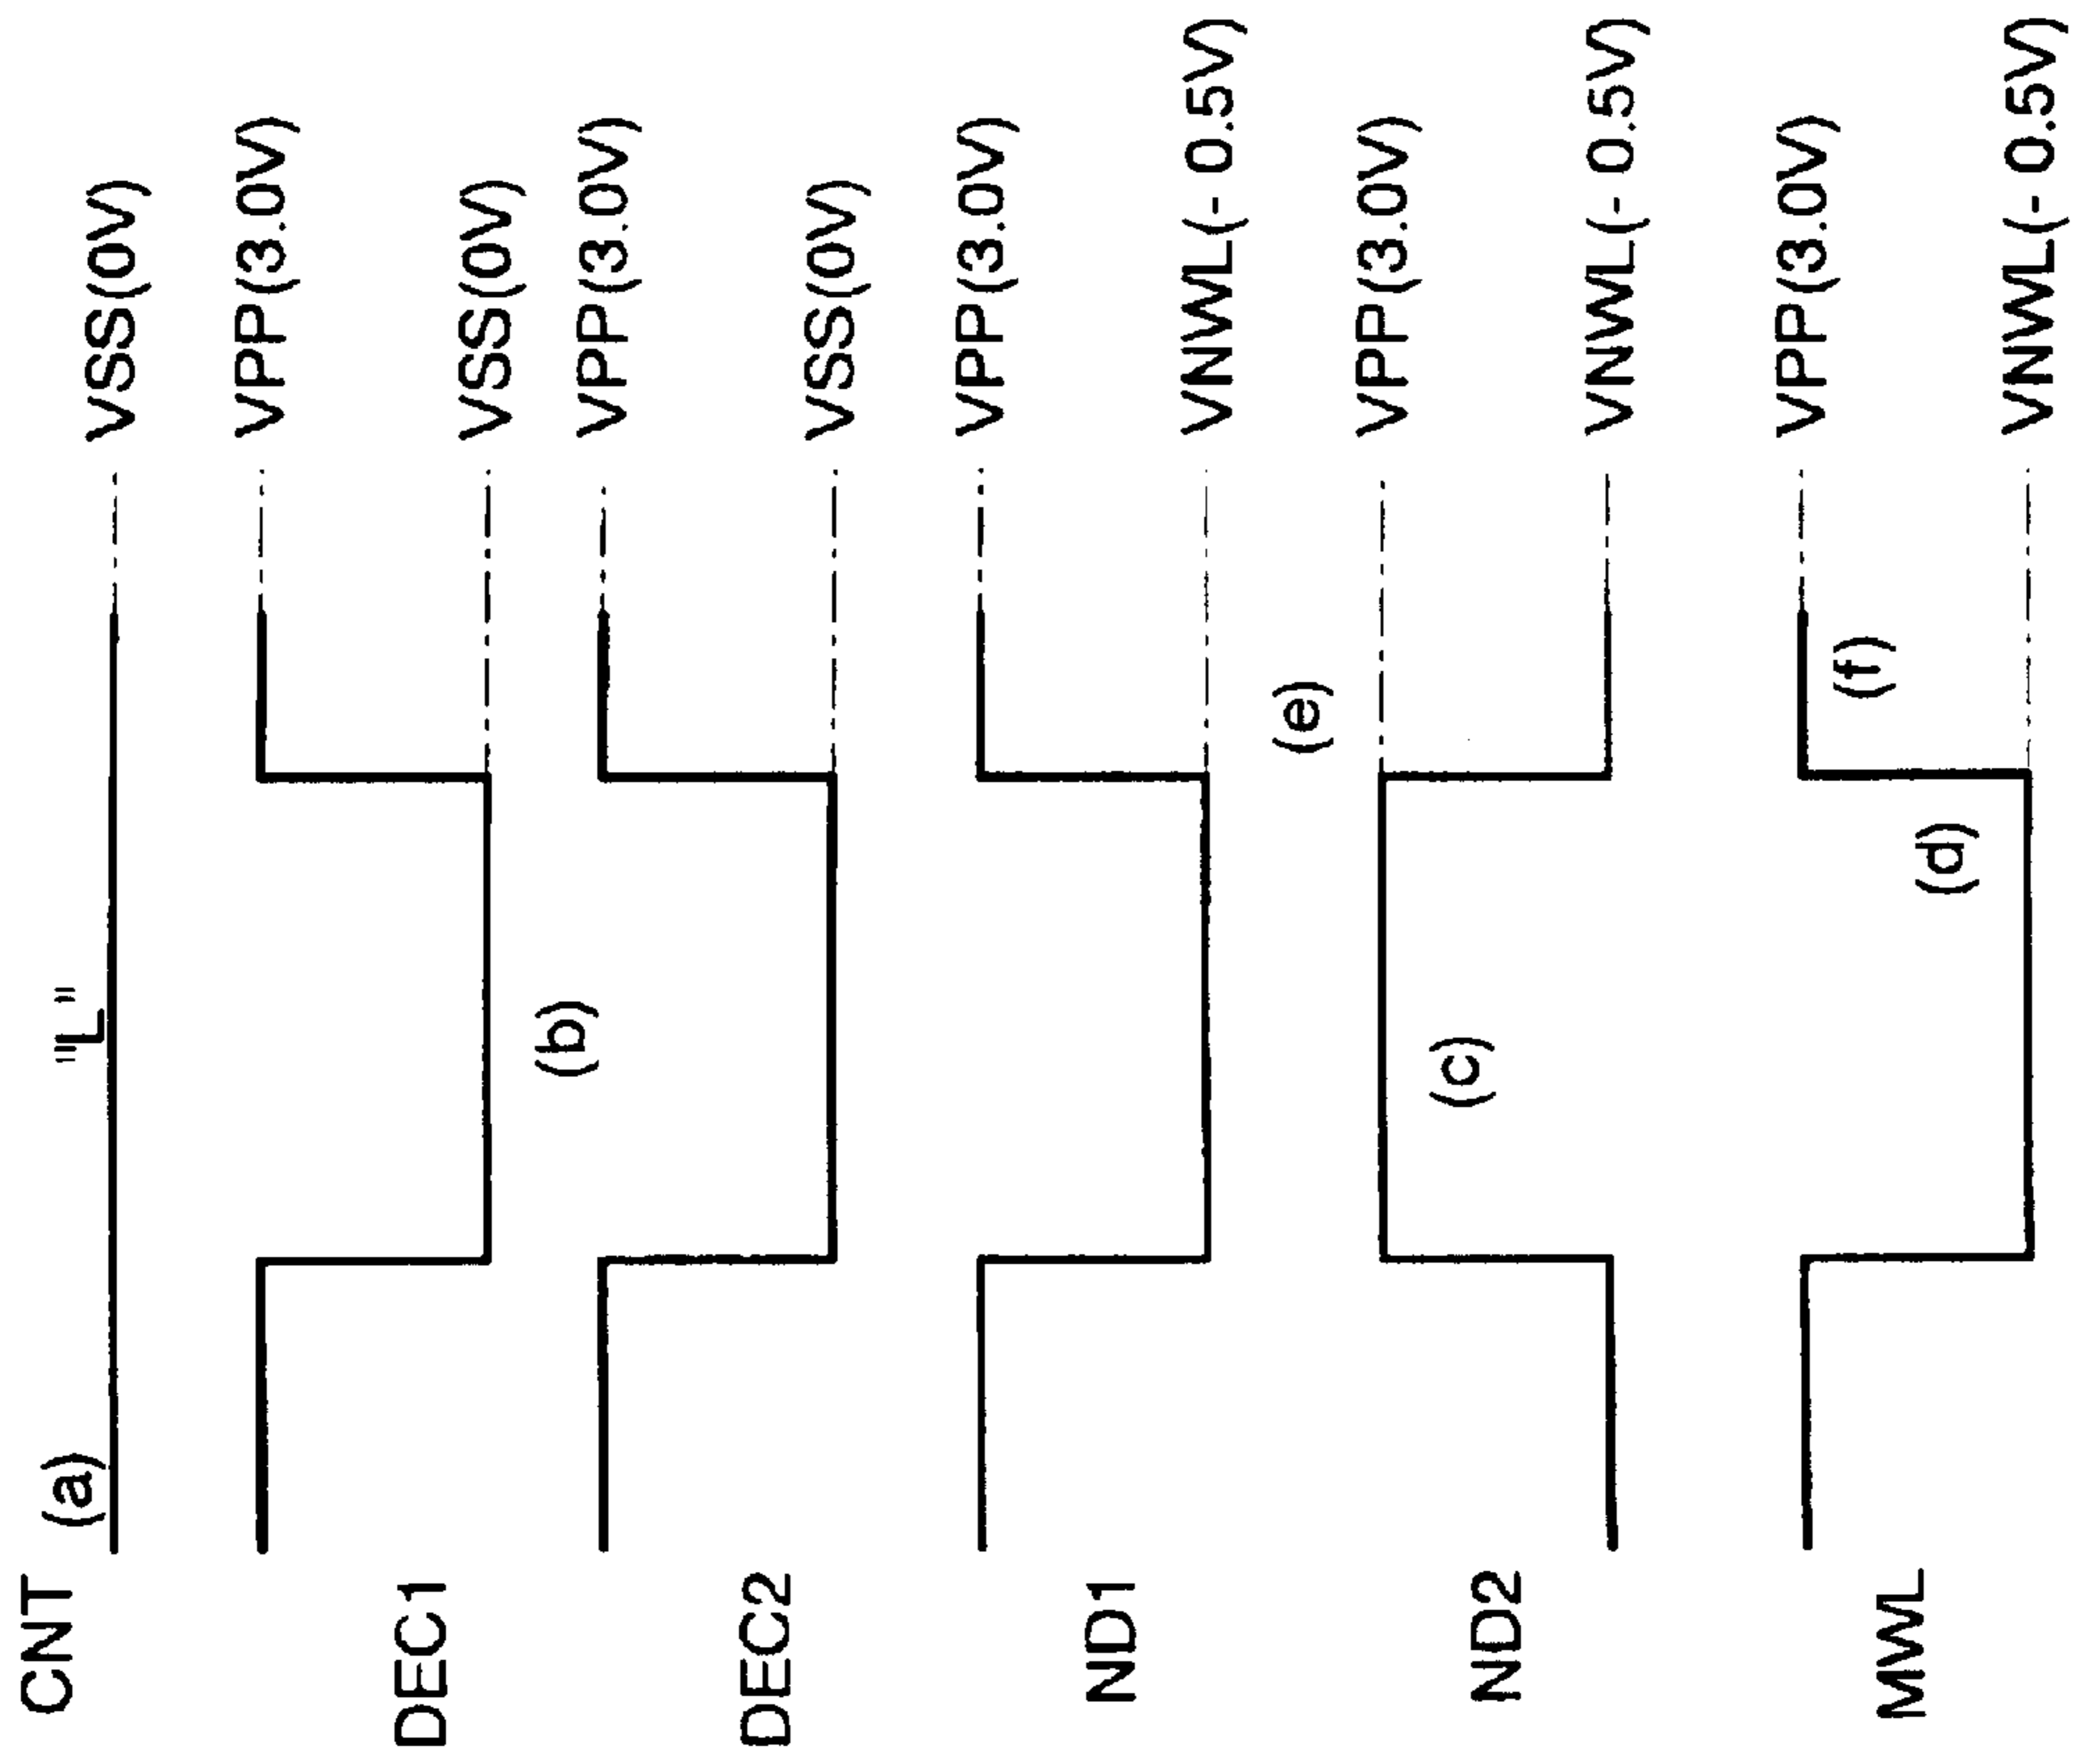 CNT
(a)
"L"
VSS(0V)
DEC1
VPP(3.0V)
VSS(0V)
(b)
DEC2
VPP(3.0V)
VSS(0V)
ND1
VPP(3.0V)
VNWL(- 0.5V)
(e)
ND2
(c)
VPP(3.0V)
VNWL(- 0.5V)
MWL
(d)
(f)
VPP(3.0V)
VNWL(- 0.5V)